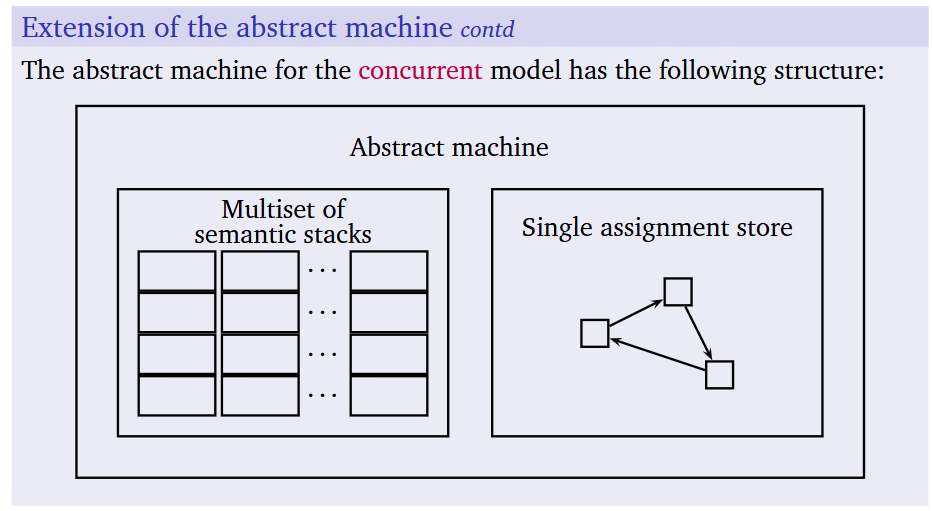 Extension of the abstract machine contd
The abstract machine for the concurrent model has the following structure:
Abstract machine
Multiset of
semantic stacks
...
...
...
...
Single assignment store